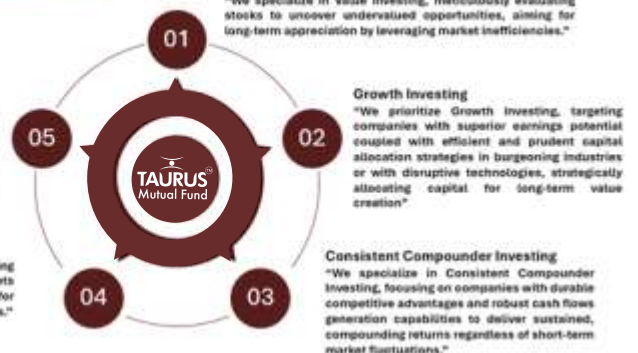 "We specialize in Value Investing, meticulously evaluating
stocks to uncover undervalued opportunities, aiming for
long-term appreciation by leveraging market inefficiencies."
01
Growth Investing
"We prioritize Growth Investing, targeting
companies with superior earnings potential
coupled with efficient and prudent capital
allocation strategies in burgeoning industries
or with disruptive technologies, strategically
allocating capital for long-term value
creation"
05
02
TAURUS™
Mutual Fund
Consistent Compounder Investing
"We specialize in Consistent Compounder
Investing, focusing on companies with durable
competitive advantages and robust cash flows
generation capabilities to deliver sustained,
compounding returns regardless of short-term
market fluctuations."
04
03
ing
ets
for
s."